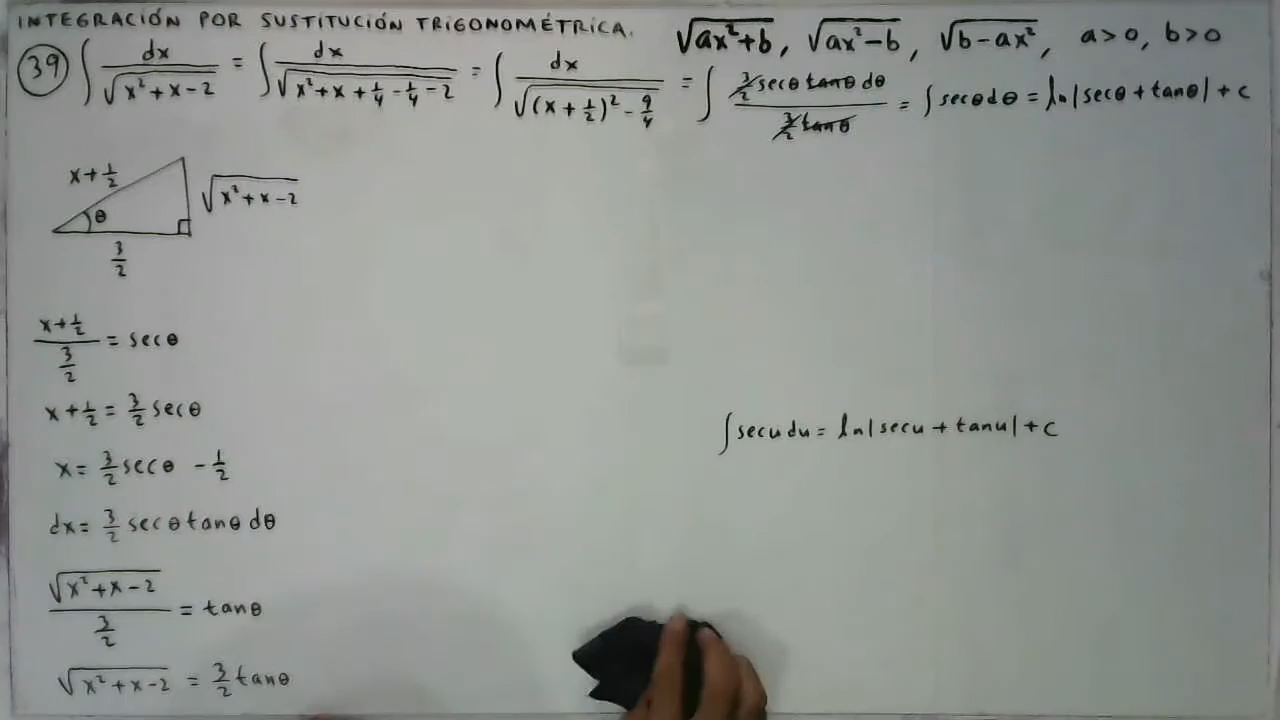 INTEGRACIÓN POR SUSTITUCIÓN TRIGONOMÉTRICA. √(ax²+b), √(ax²-b), √(b-ax²), a>0, b>0
39 ∫ dx/√(x²+x-2) = ∫ dx/√(x²+x+1/4-1/4-2) = ∫ dx/√((x+1/2)²-9/4) = ∫ (3/2 secθ tanθ dθ)/(3/2 tanθ) = ∫secθdθ = ln|secθ+tanθ|+c
x+1/2
√(x²+x-2)
θ
3/2
(x+1/2)/(3/2) = secθ
x+1/2 = 3/2 secθ
∫secu du = ln|secu+tanu|+c
x = 3/2 secθ - 1/2
dx = 3/2 secθ tanθ dθ
√(x²+x-2)/(3/2) = tanθ
√(x²+x-2) = 3/2 tanθ